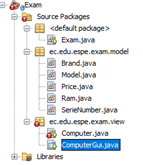 Exam
Source Packages
<default package>
Exam.java
ec.edu.espe.exam.model
Brand.java
Model.java
Price.java
Ram.java
SerieNumber.java
ec.edu.espe.exam.view
Computer.java
ComputerGui.java
Libraries